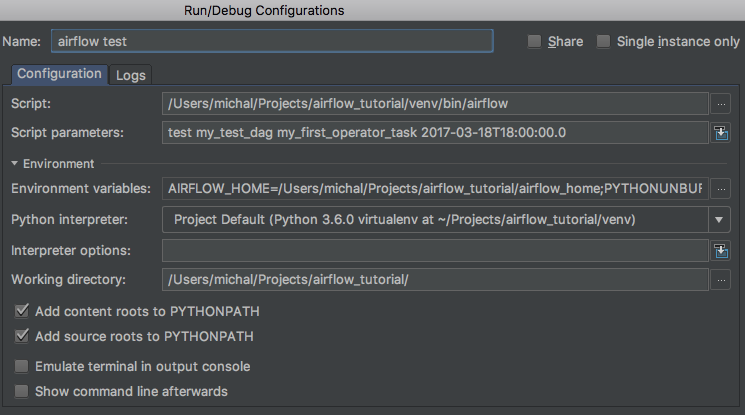 Run/Debug Configurations
Name: airflow test Share Single instance only
Configuration Logs
Script: /Users/michal/Projects/airflow_tutorial/venv/bin/airflow ...
Script parameters: test my_test_dag my_first_operator_task 2017-03-18T18:00:00.0
Environment
Environment variables: AIRFLOW_HOME=/Users/michal/Projects/airflow_tutorial/airflow_home;PYTHONUNBUF ...
Python interpreter: Project Default (Python 3.6.0 virtualenv at ~/Projects/airflow_tutorial/venv)
Interpreter options:
Working directory: /Users/michal/Projects/airflow_tutorial/ ...
Add content roots to PYTHONPATH
Add source roots to PYTHONPATH
Emulate terminal in output console
Show command line afterwards